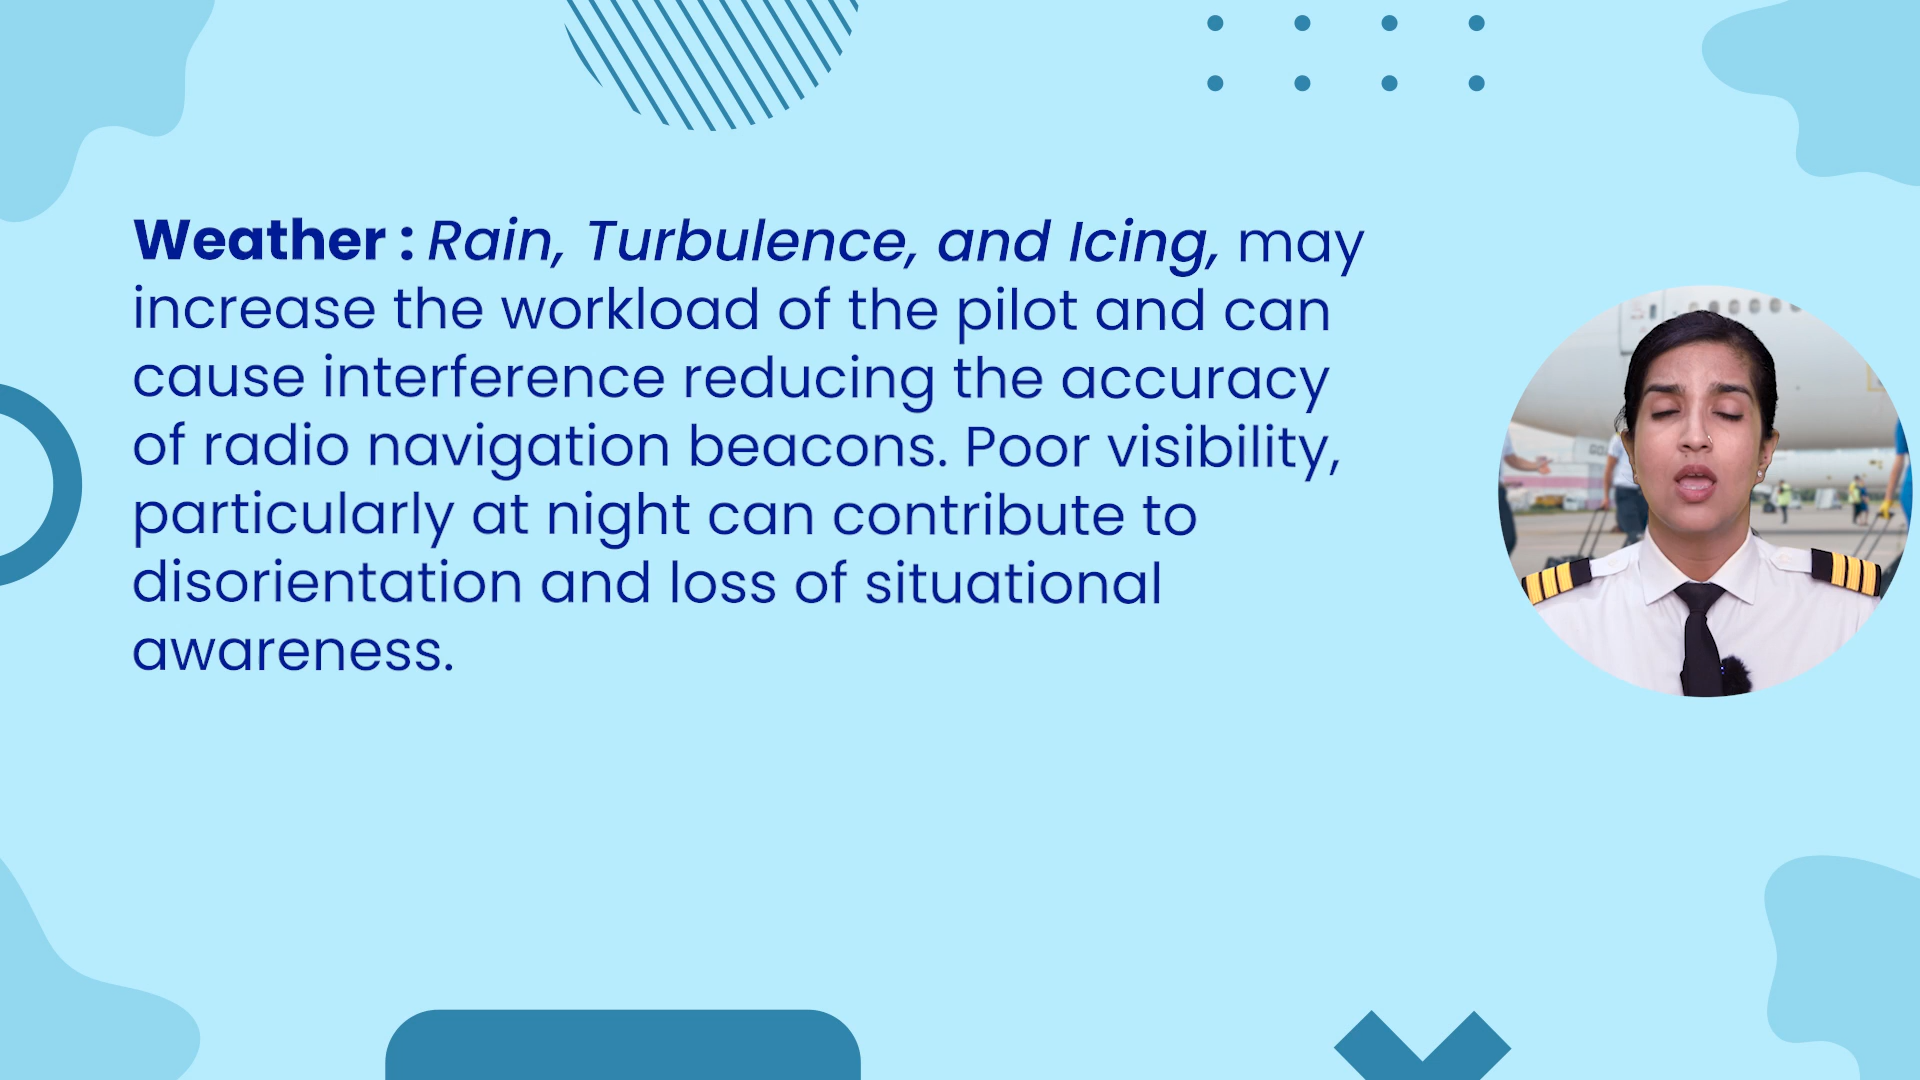 Weather : Rain, Turbulence, and Icing, may
increase the workload of the pilot and can
cause interference reducing the accuracy
of radio navigation beacons. Poor visibility,
particularly at night can contribute to
disorientation and loss of situational
awareness.